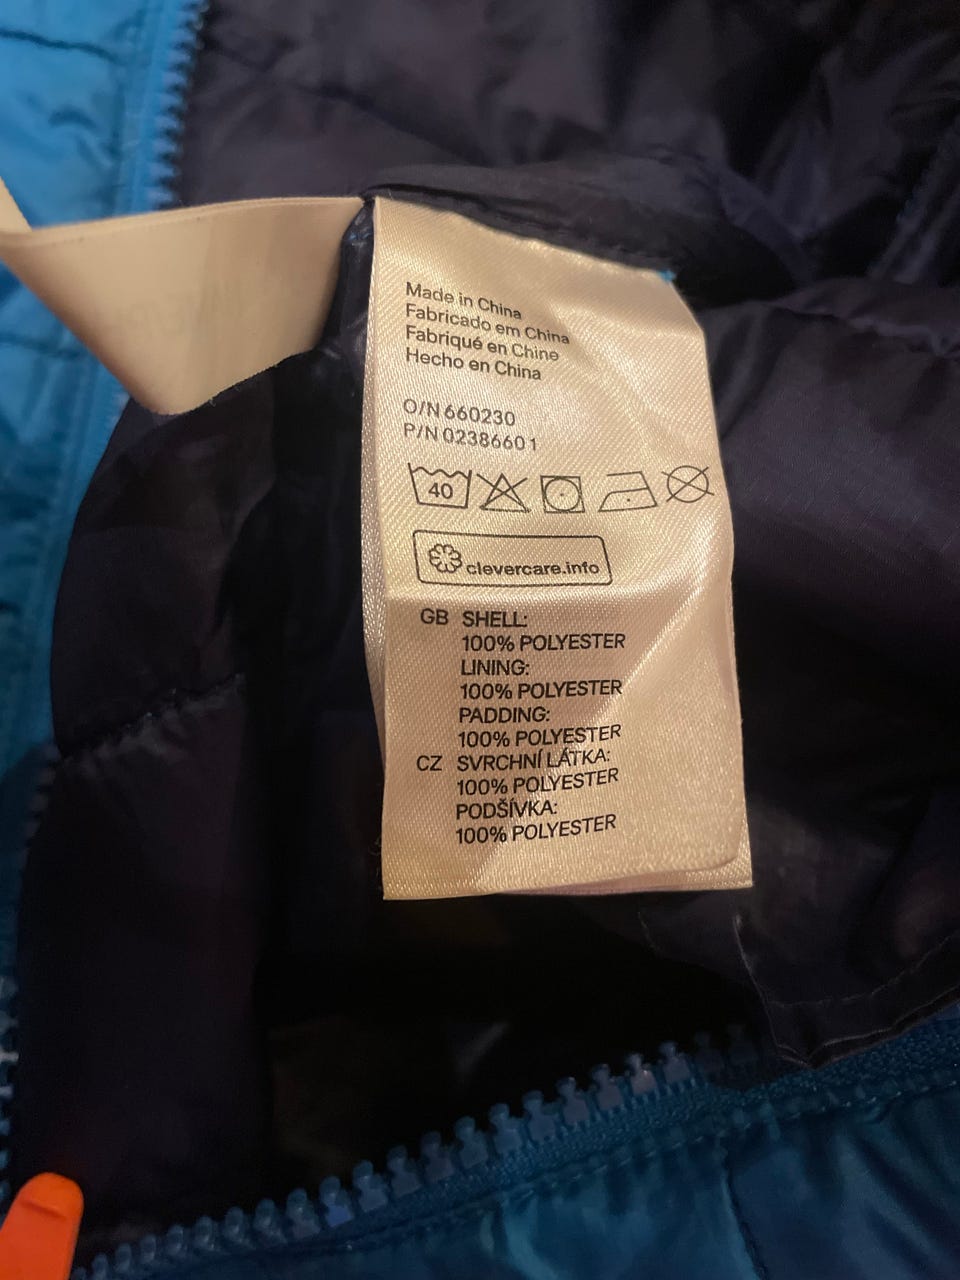 Made in China
Fabricado em China
Fabriqué en Chine
Hecho en China
O/N 660230
P/N 02386601
40
clevercare.info
GB SHELL:
100% POLYESTER
LINING:
100% POLYESTER
PADDING:
100% POLYESTER
CZ SVRCHNÍ LÁTKA:
100% POLYESTER
PODŠÍVKA:
100% POLYESTER